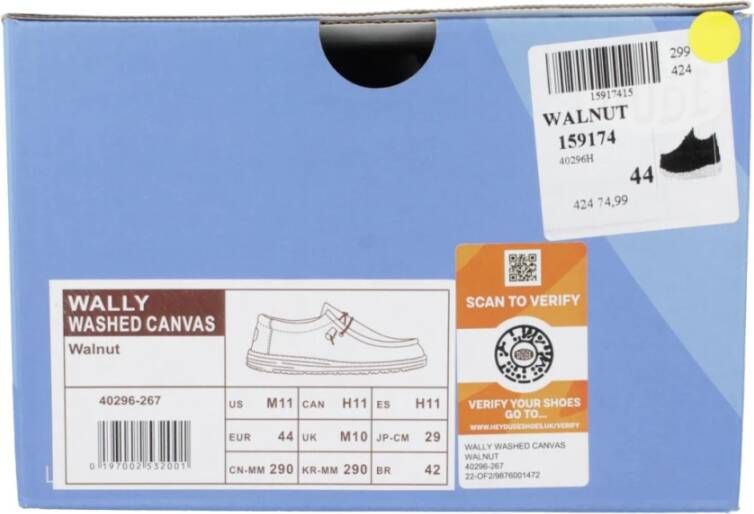 299
424
15917415
WALNUT
159174
40296H
44
424 74,99
WALLY
WASHED CANVAS
Walnut
40296-267
0 197002 532001
US M11 CAN H11 ES H11
EUR 44 UK M10 JP-CM 29
CN-MM 290 KR-MM 290 BR 42
SCAN TO VERIFY
VERIFY YOUR SHOES
GO TO...
WWW.HEYDUDESHOES.UK/VERIFY
WALLY WASHED CANVAS
WALNUT
40296-267
22-OF2/9876001472